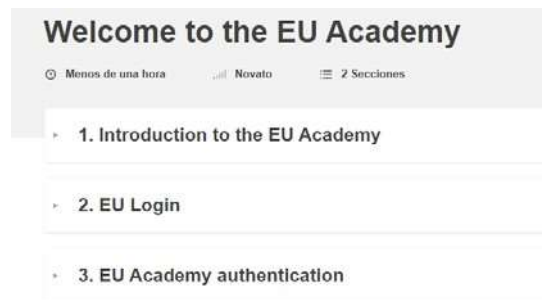 Welcome to the EU Academy
Menos de una hora Novato 2 Secciones
1. Introduction to the EU Academy
2. EU Login
3. EU Academy authentication